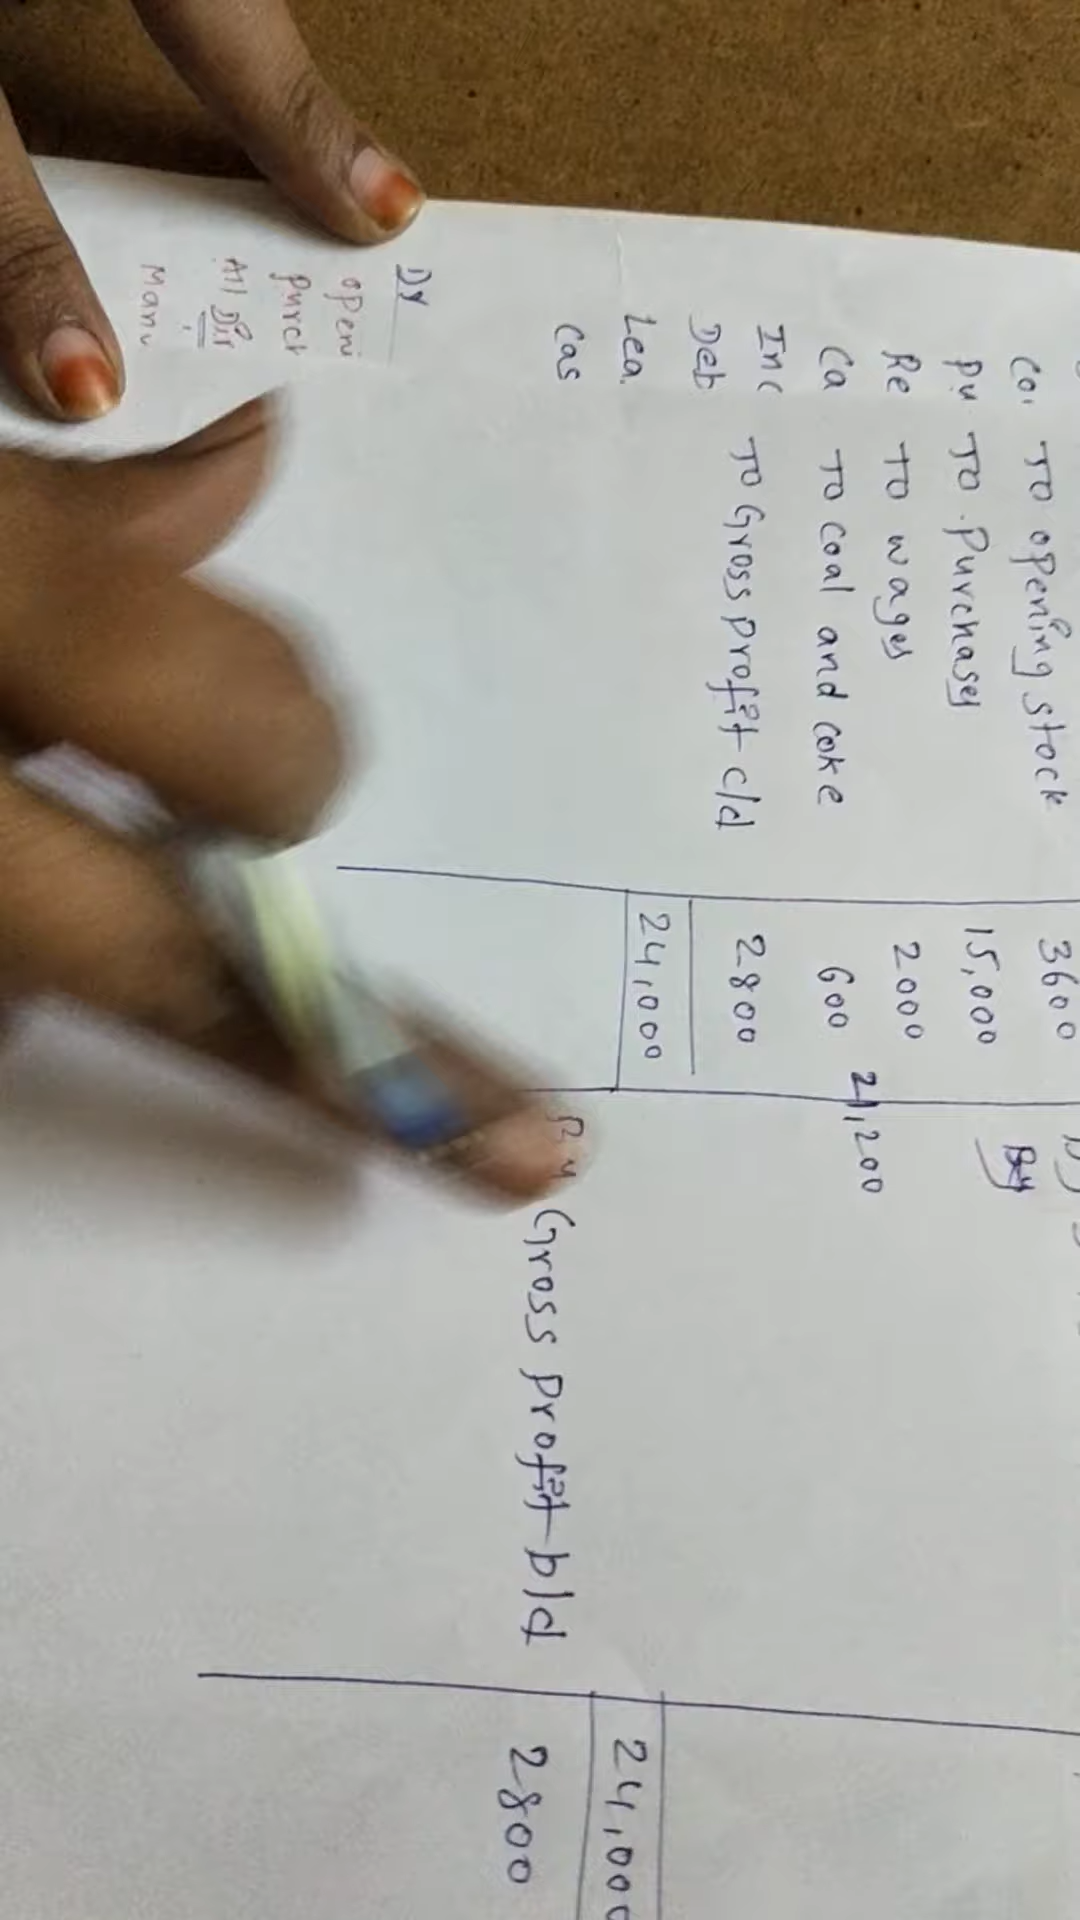 Co. TO opening stock 3600
Pu TO Purchases 15,000 By
Re TO wages 2000
Ca TO coal and coke 600 21,200
Inc TO Gross profit c/d 2800
Deb
Lea. 24,000 24,000
Cas By Gross profit b/d 2800
Dr
openi
purch
All Dir
Manu